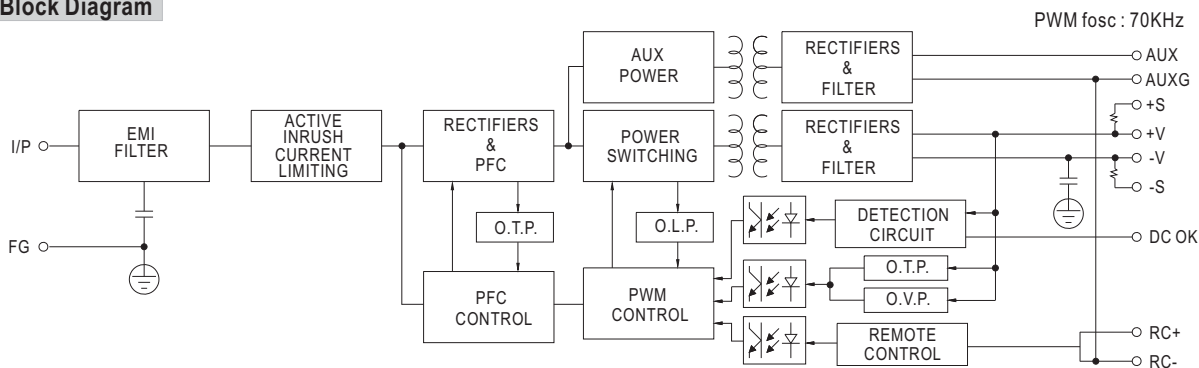 Block Diagram
PWM fosc : 70KHz
AUX
POWER
RECTIFIERS
&
FILTER
AUX
AUXG
+S
I/P
EMI
FILTER
ACTIVE
INRUSH
CURRENT
LIMITING
RECTIFIERS
&
PFC
POWER
SWITCHING
RECTIFIERS
&
FILTER
+V
-V
-S
FG
O.T.P.
O.L.P.
DETECTION
CIRCUIT
DC OK
PFC
CONTROL
PWM
CONTROL
O.T.P.
O.V.P.
REMOTE
CONTROL
RC+
RC-